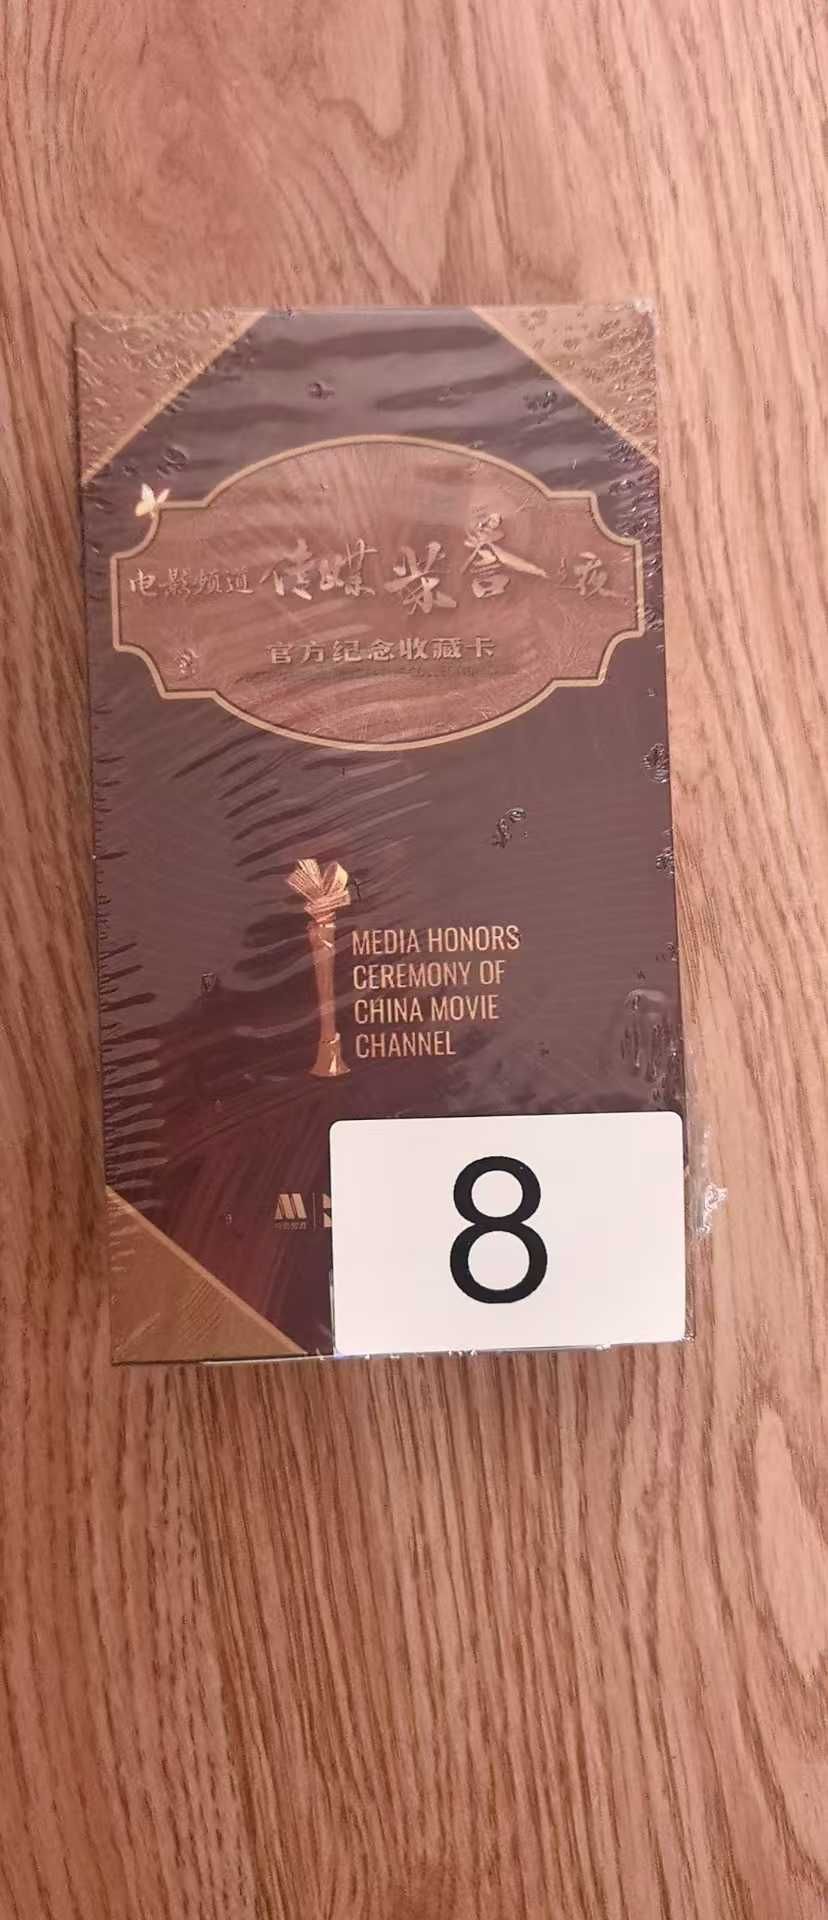 电影频道传媒荣誉之夜
官方纪念收藏卡
MEDIA HONORS
CEREMONY OF
CHINA MOVIE
CHANNEL
8